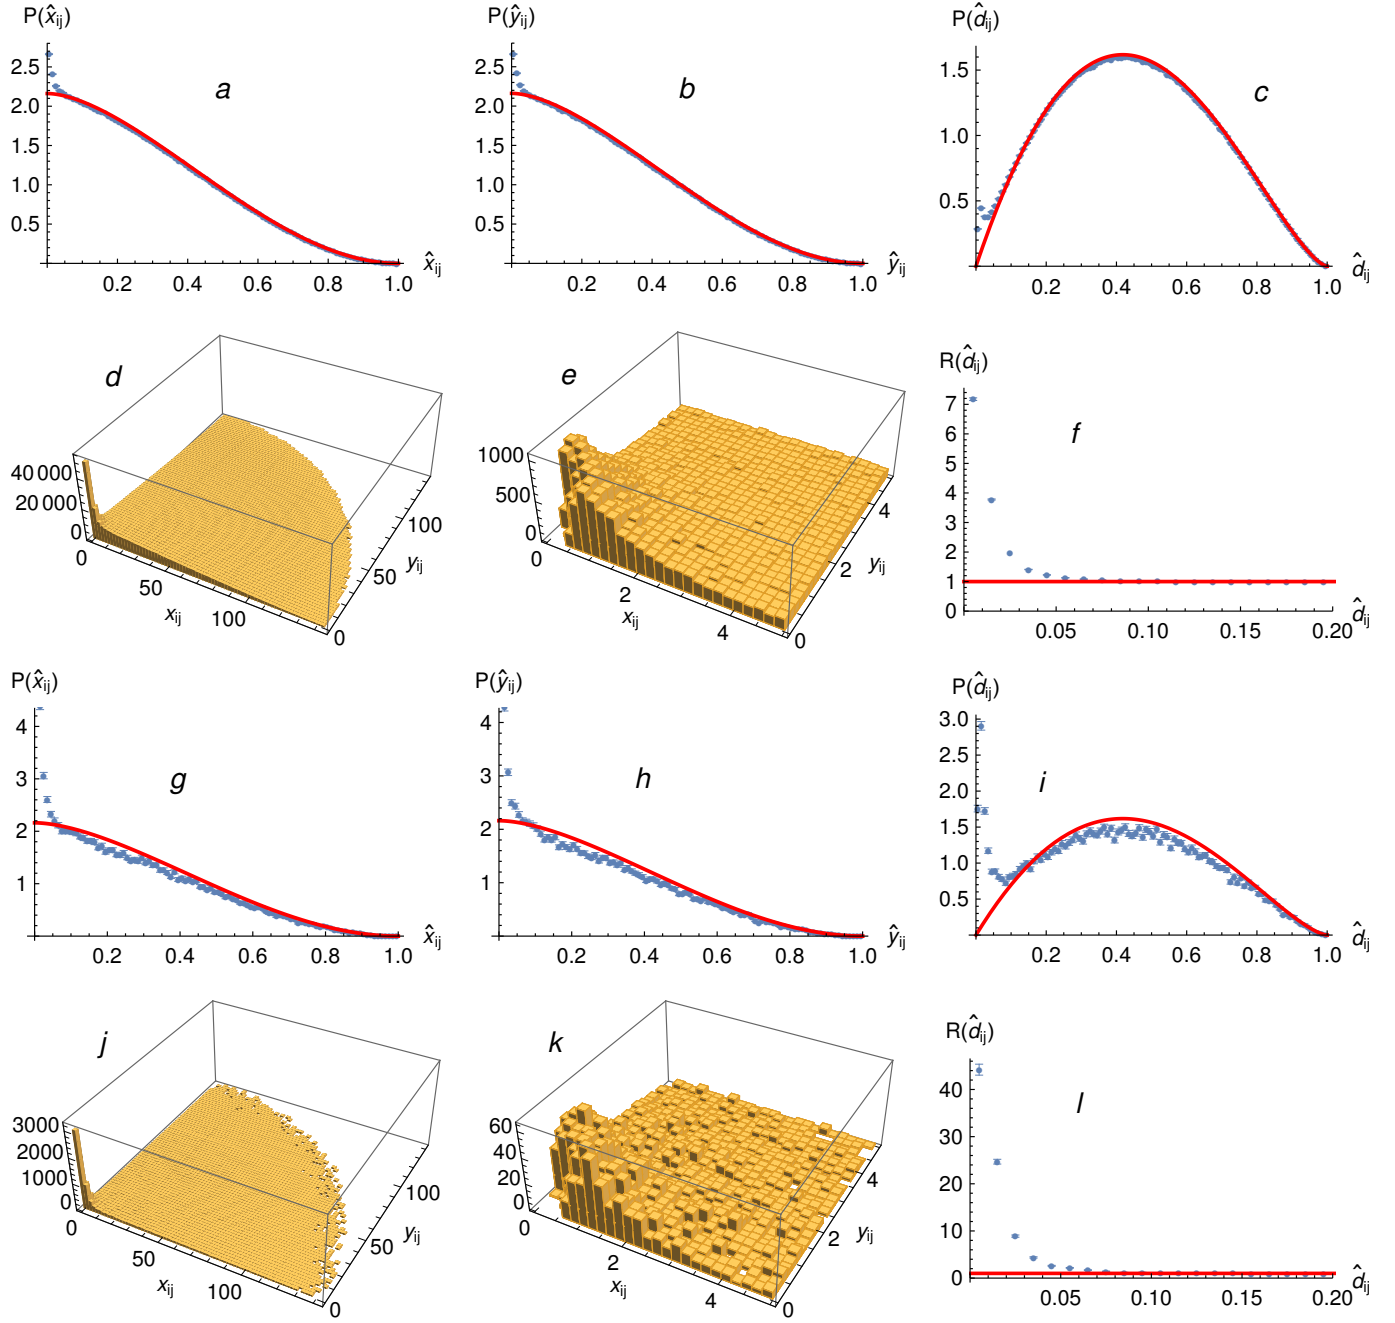 P(x̂ij)
a
2.5
2.0
1.5
1.0
0.5
0.2 0.4 0.6 0.8 1.0
x̂ij
P(ŷij)
b
2.5
2.0
1.5
1.0
0.5
0.2 0.4 0.6 0.8 1.0
ŷij
P(d̂ij)
c
1.5
1.0
0.5
0.2 0.4 0.6 0.8 1.0
d̂ij
d
40 000
20 000
0
0 50 100
xij
0 50 100
yij
e
1000
500
0
0 2 4
xij
0 2 4
yij
R(d̂ij)
f
7
6
5
4
3
2
1
0
0.05 0.10 0.15 0.20
d̂ij
P(x̂ij)
g
4
3
2
1
0.2 0.4 0.6 0.8 1.0
x̂ij
P(ŷij)
h
4
3
2
1
0.2 0.4 0.6 0.8 1.0
ŷij
P(d̂ij)
i
3.0
2.5
2.0
1.5
1.0
0.5
0.2 0.4 0.6 0.8 1.0
d̂ij
j
3000
2000
1000
0
0 50 100
xij
0 50 100
yij
k
60
40
20
0
0 2 4
xij
0 2 4
yij
R(d̂ij)
l
40
30
20
10
0
0.05 0.10 0.15 0.20
d̂ij